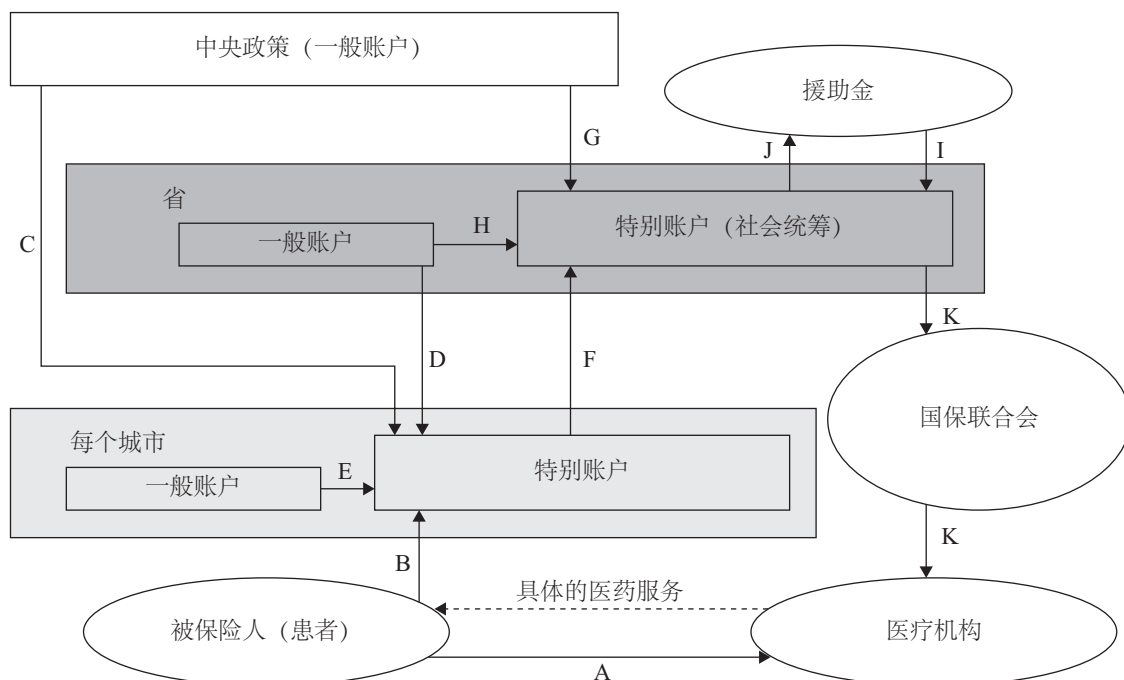 中央政策（一般账户）
援助金
G
J
I
省
C
一般账户
H
特别账户（社会统筹）
K
D
F
国保联合会
每个城市
一般账户
E
特别账户
K
B
具体的医药服务
被保险人（患者）
医疗机构
A